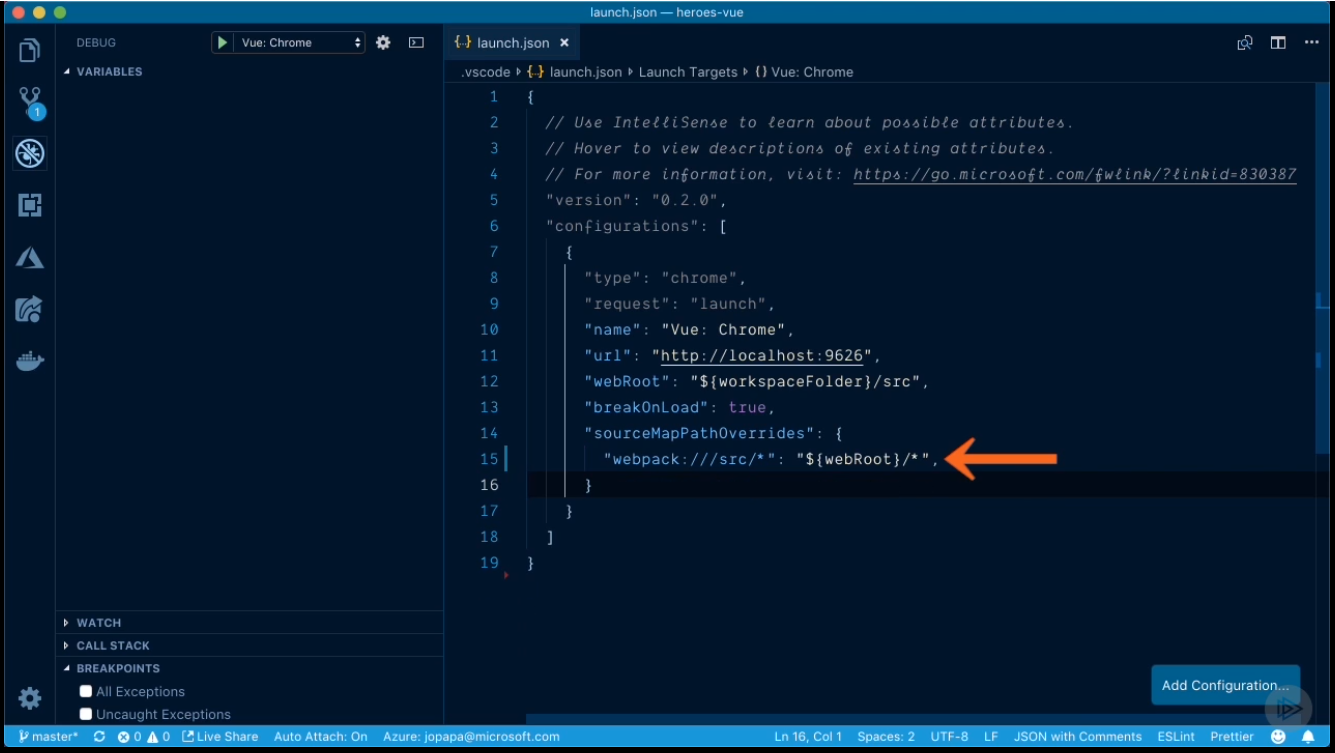 launch.json — heroes-vue
DEBUG
Vue: Chrome
{..} launch.json ×
VARIABLES
.vscode {..} launch.json Launch Targets {} Vue: Chrome
1
1 {
2 // Use IntelliSense to learn about possible attributes.
3 // Hover to view descriptions of existing attributes.
4 // For more information, visit: https://go.microsoft.com/fwlink/?linkid=830387
5 "version": "0.2.0",
6 "configurations": [
7 {
8 "type": "chrome",
9 "request": "launch",
10 "name": "Vue: Chrome",
11 "url": "http://localhost:9626",
12 "webRoot": "${workspaceFolder}/src",
13 "breakOnLoad": true,
14 "sourceMapPathOverrides": {
15 "webpack:///src/*": "${webRoot}/*",
16 }
17 }
18 ]
19 }
WATCH
CALL STACK
BREAKPOINTS
All Exceptions
Uncaught Exceptions
Add Configuration...
master* 0 0 Live Share Auto Attach: On Azure: jopapa@microsoft.com Ln 16, Col 1 Spaces: 2 UTF-8 LF JSON with Comments ESLint Prettier